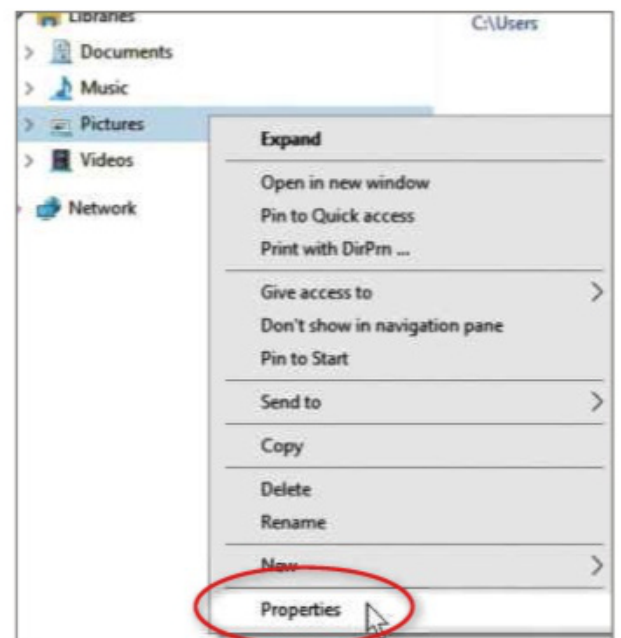 Libraries
C:\Users
Documents
Music
Pictures
Videos
Network
Expand
Open in new window
Pin to Quick access
Print with DirPrn ...
Give access to
Don't show in navigation pane
Pin to Start
Send to
Copy
Delete
Rename
New
Properties